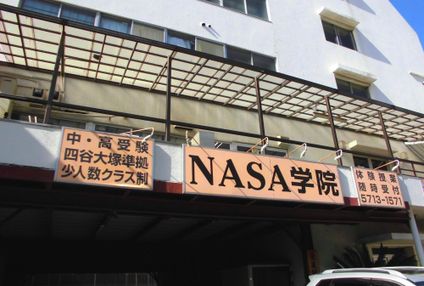 中・高受験
四谷大塚準拠
少人数クラス制
NASA学院
体験授業
随時受付
5713-1571